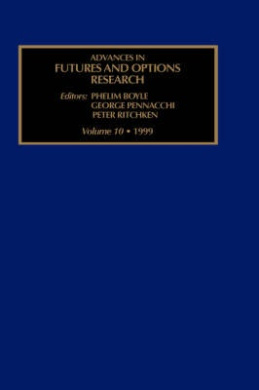 ADVANCES IN
FUTURES AND OPTIONS
RESEARCH
Editors: PHELIM BOYLE
GEORGE PENNACCHI
PETER RITCHKEN
Volume 10 • 1999